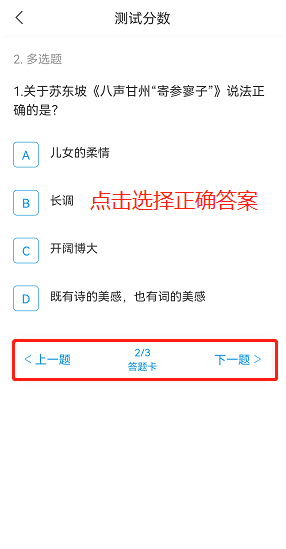 测试分数
2. 多选题
1.关于苏东坡《八声甘州“寄参寥子”》说法正
确的是？
A 儿女的柔情
B 长调 点击选择正确答案
C 开阔博大
D 既有诗的美感，也有词的美感
<上一题 2/3 下一题>
答题卡